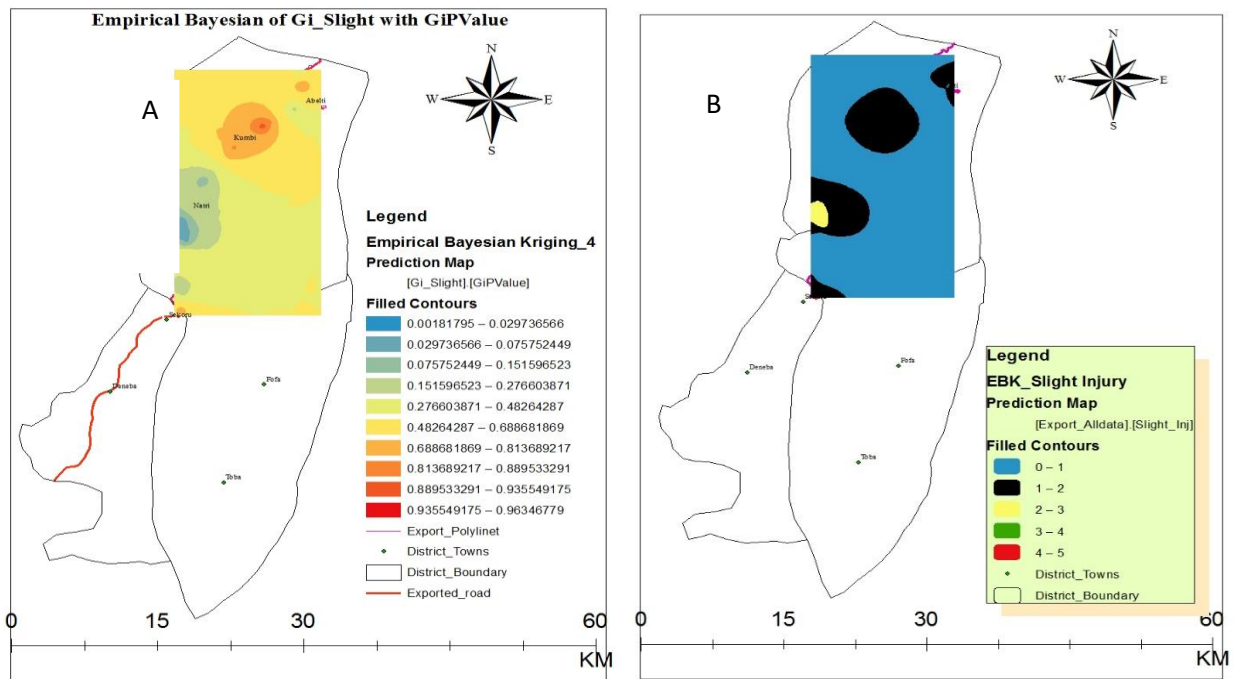 Empirical Bayesian of Gi_Slight with GiPValue
A
N
W
E
S
Abelti
Kumbi
Natri
Sekoru
Deneba
Fofa
Toba
Legend
Empirical Bayesian Kriging_4
Prediction Map
[Gi_Slight].[GiPValue]
Filled Contours
0.00181795 – 0.029736566
0.029736566 – 0.075752449
0.075752449 – 0.151596523
0.151596523 – 0.276603871
0.276603871 – 0.48264287
0.48264287 – 0.688681869
0.688681869 – 0.813689217
0.813689217 – 0.889533291
0.889533291 – 0.935549175
0.935549175 – 0.96346779
Export_Polylinet
District_Towns
District_Boundary
Exported_road
0 15 30 60
KM
B
N
W
E
S
Deneba
Fofa
Toba
Legend
EBK_Slight Injury
Prediction Map
[Export_Alldata].[Slight_Inj]
Filled Contours
0 – 1
1 – 2
2 – 3
3 – 4
4 – 5
District_Towns
District_Boundary
0 15 30 60
KM